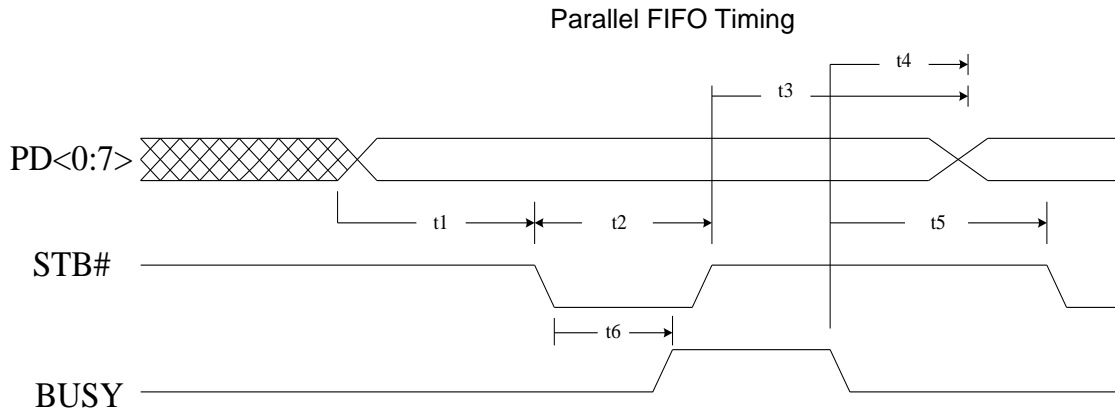 Parallel FIFO Timing
t4
t3
PD<0:7>
t1
t2
t5
STB#
t6
BUSY